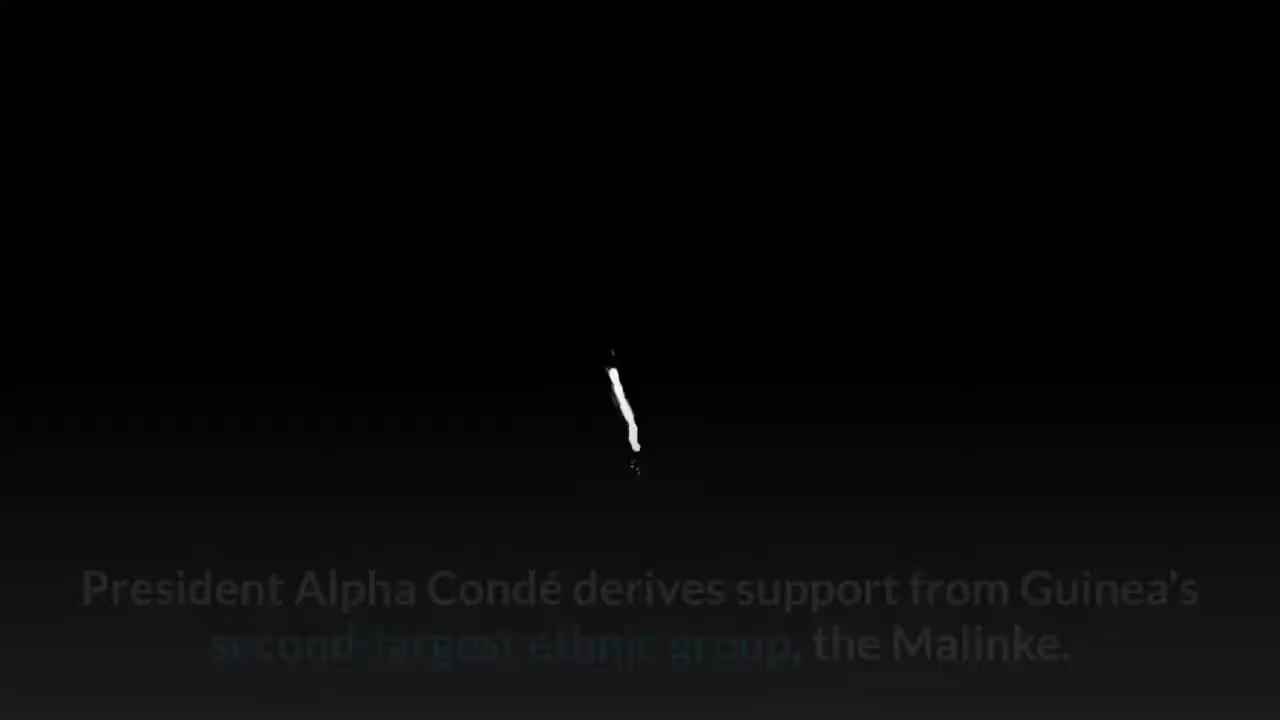 President Alpha Condé derives support from Guinea's
second-largest ethnic group, the Malinke.